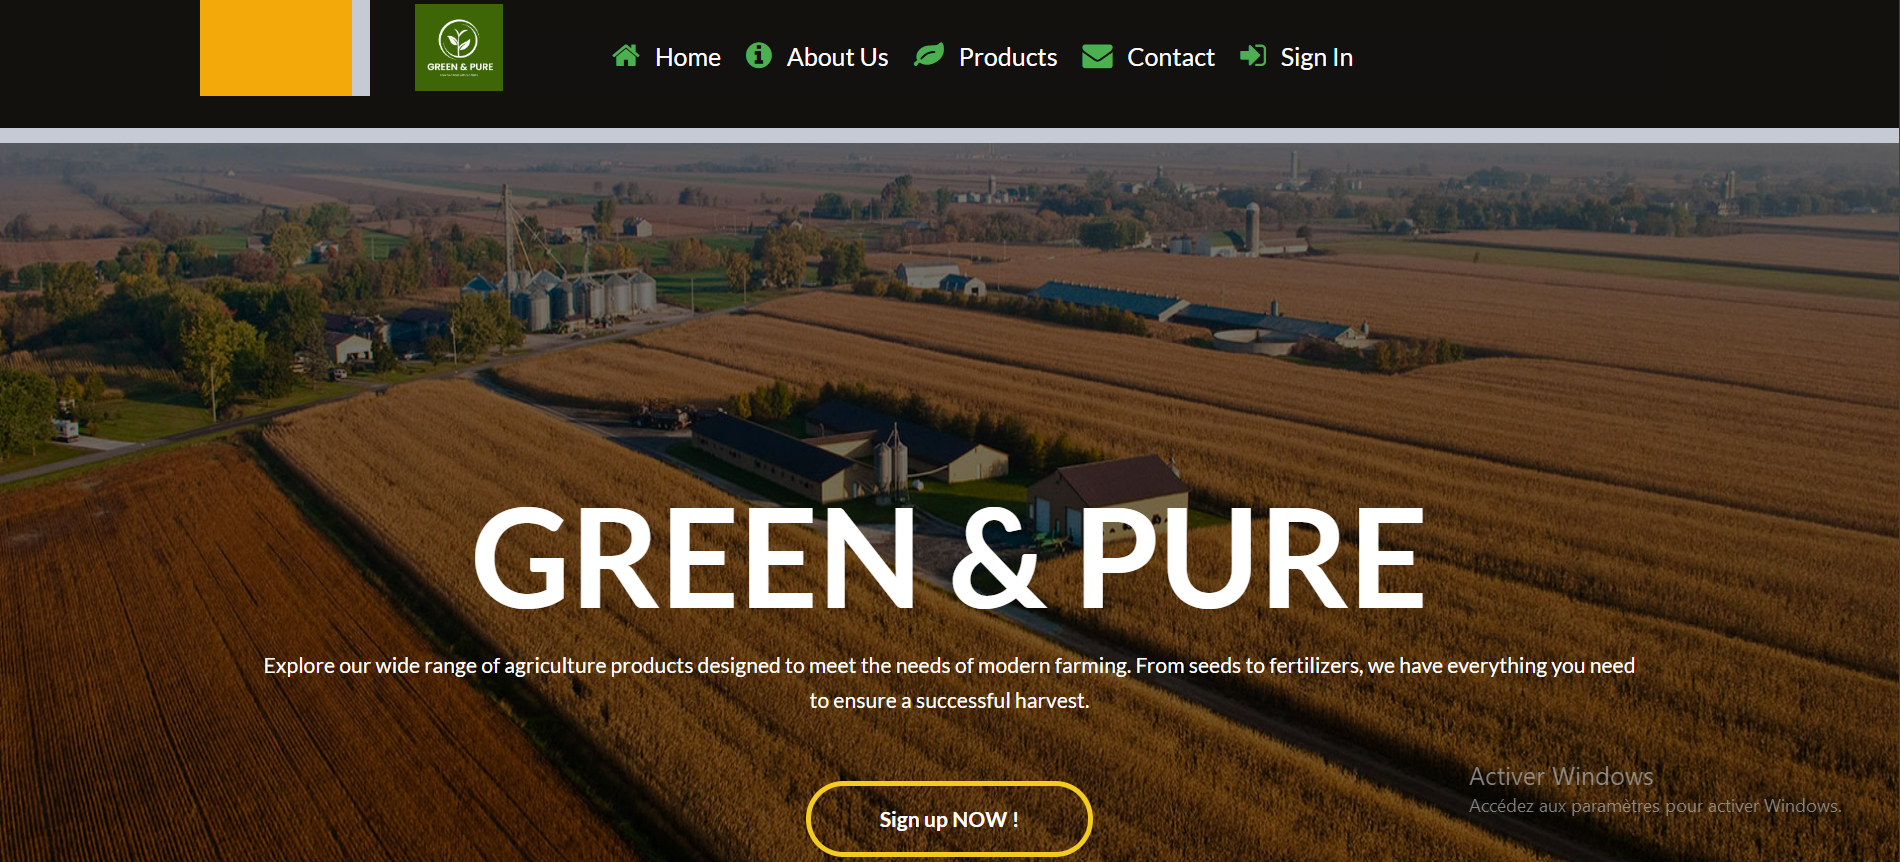 GREEN & PURE
Home
About Us
Products
Contact
Sign In
GREEN & PURE
Explore our wide range of agriculture products designed to meet the needs of modern farming. From seeds to fertilizers, we have everything you need
to ensure a successful harvest.
Sign up NOW !
Activer Windows
Accédez aux paramètres pour activer Windows.